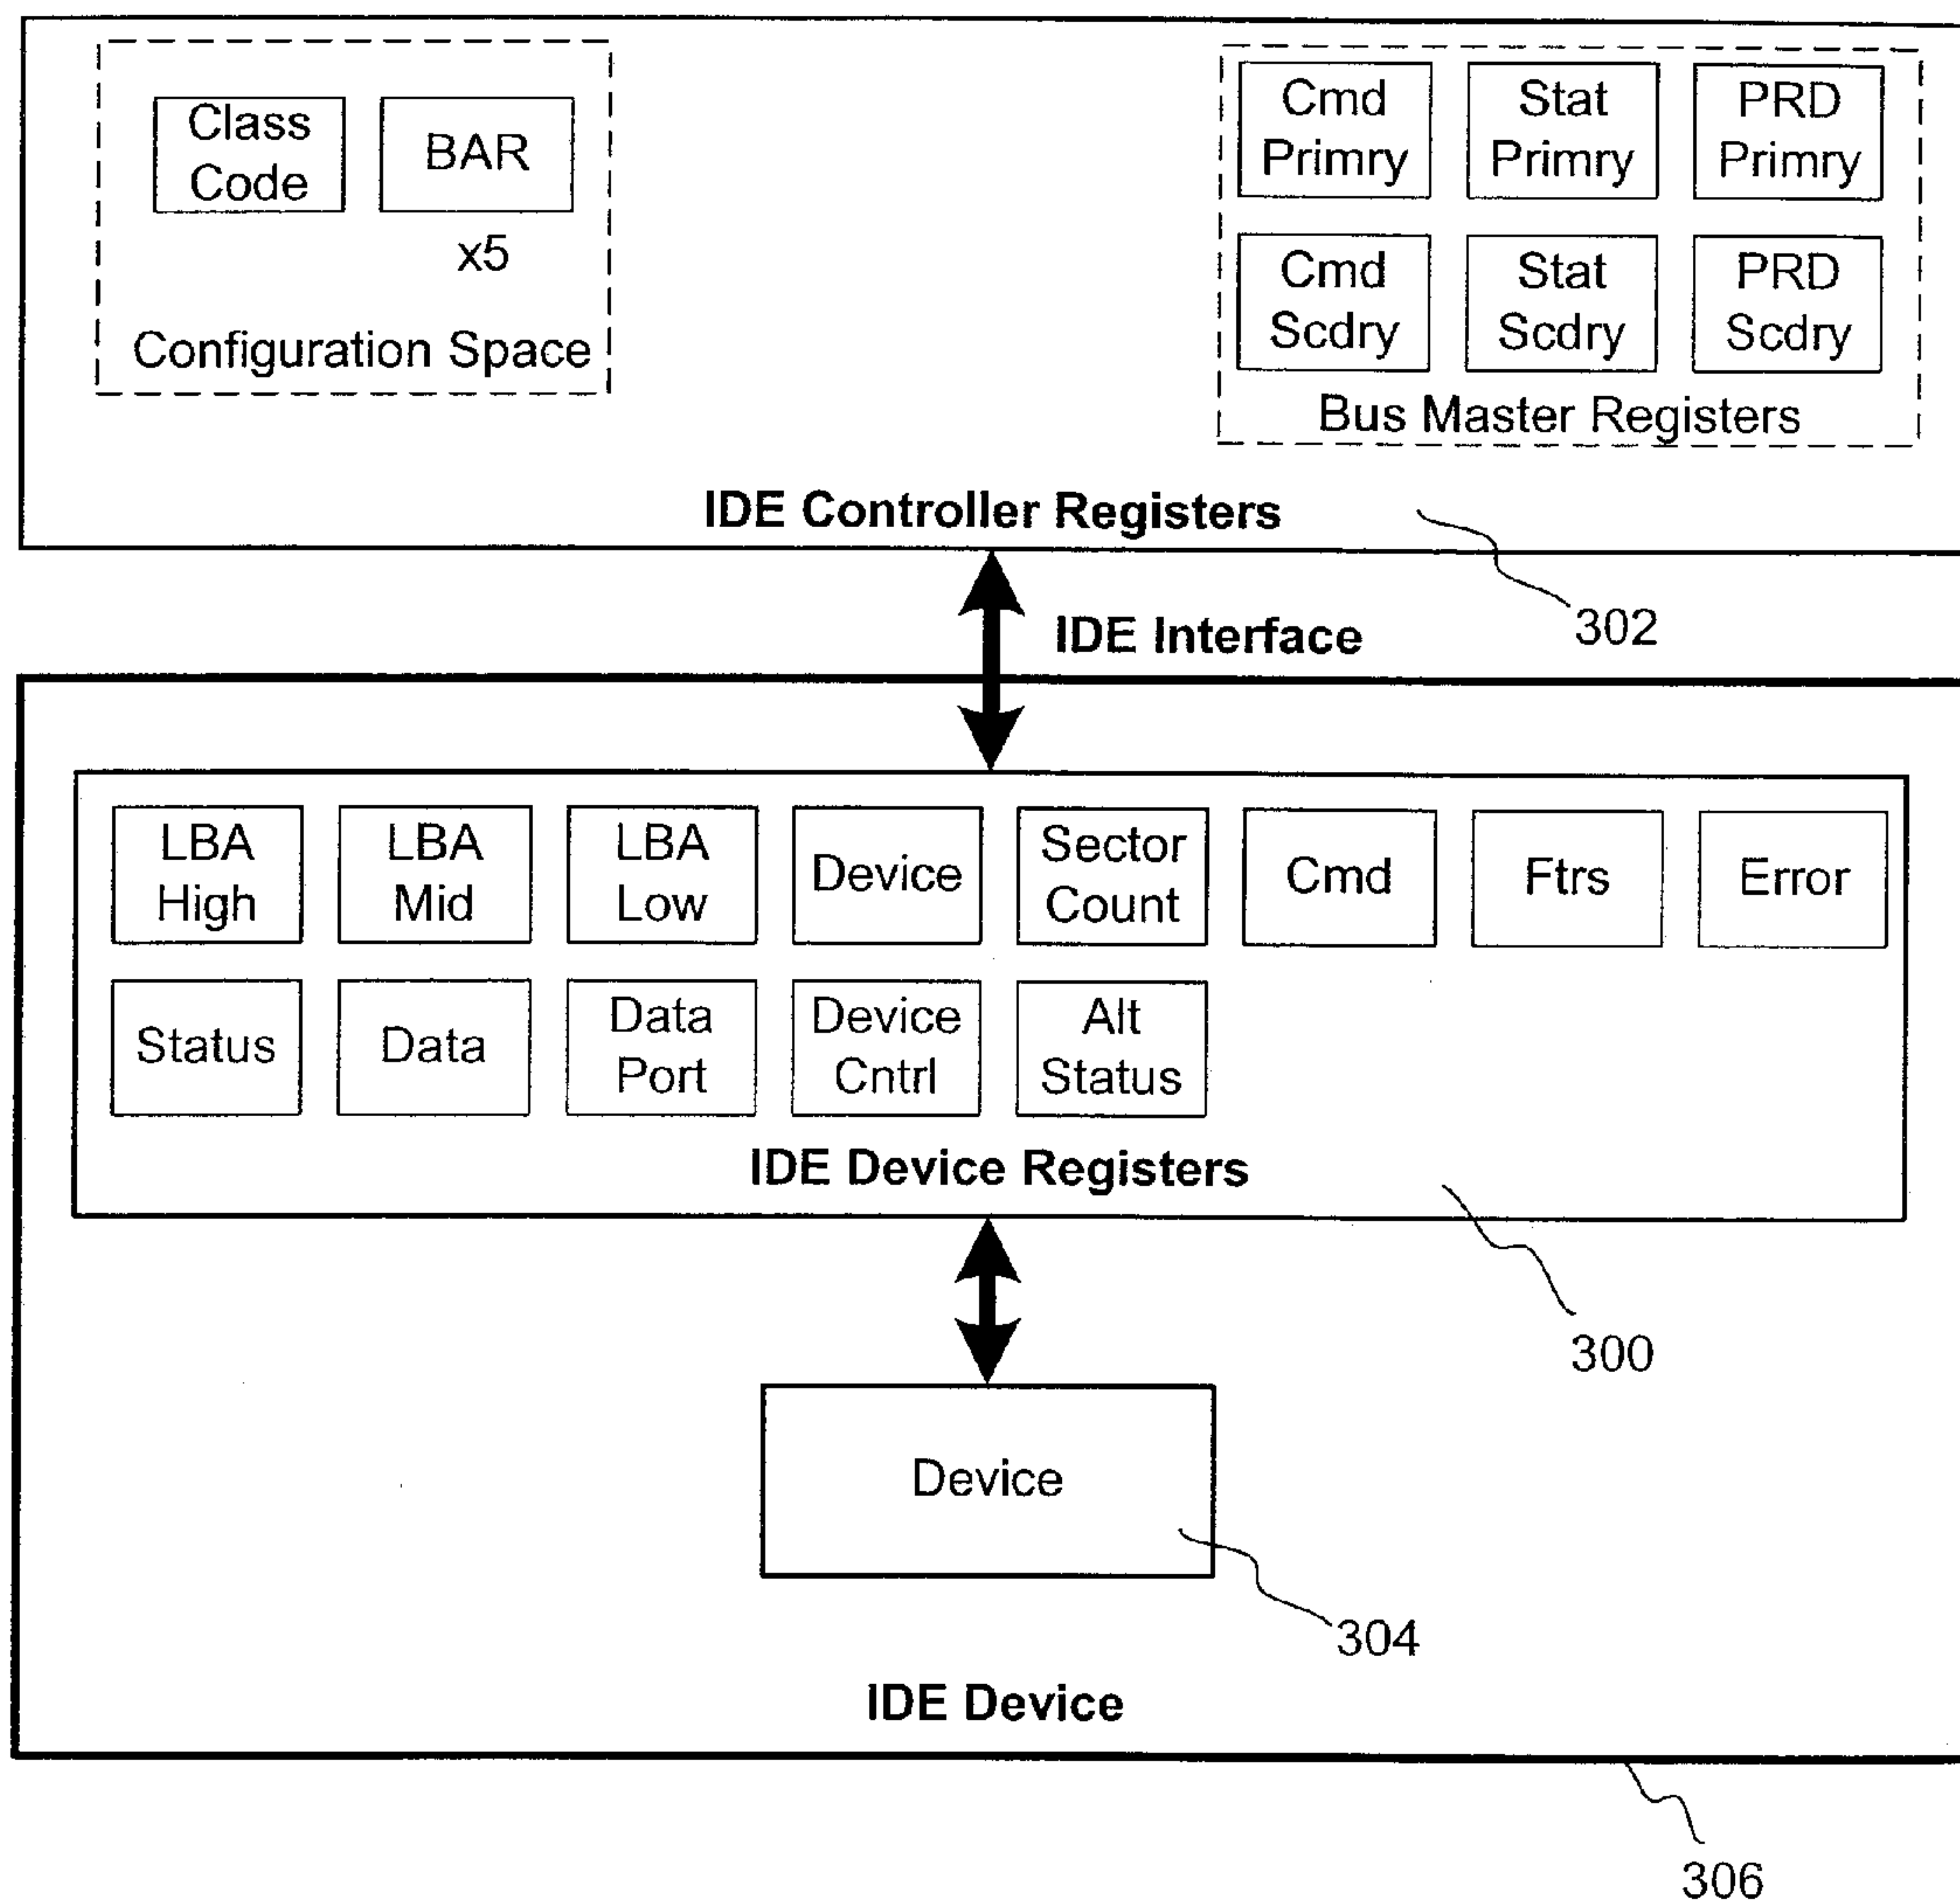 Class
Code
BAR
x5
Configuration Space
Cmd
Primry
Stat
Primry
PRD
Primry
Cmd
Scdry
Stat
Scdry
PRD
Scdry
Bus Master Registers
IDE Controller Registers
302
IDE Interface
LBA
High
LBA
Mid
LBA
Low
Device
Sector
Count
Cmd
Ftrs
Error
Status
Data
Data
Port
Device
Cntrl
Alt
Status
IDE Device Registers
300
Device
304
IDE Device
306